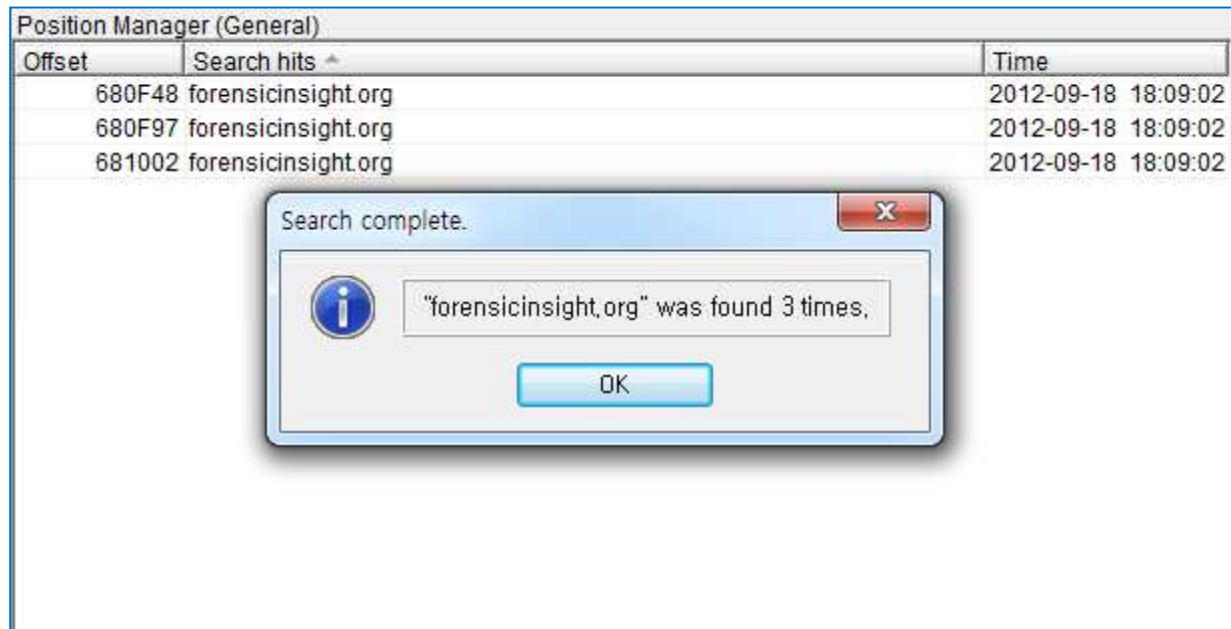 Position Manager (General)
Offset Search hits Time
680F48 forensicinsight.org 2012-09-18 18:09:02
680F97 forensicinsight.org 2012-09-18 18:09:02
681002 forensicinsight.org 2012-09-18 18:09:02
Search complete.
"forensicinsight,org" was found 3 times,
OK